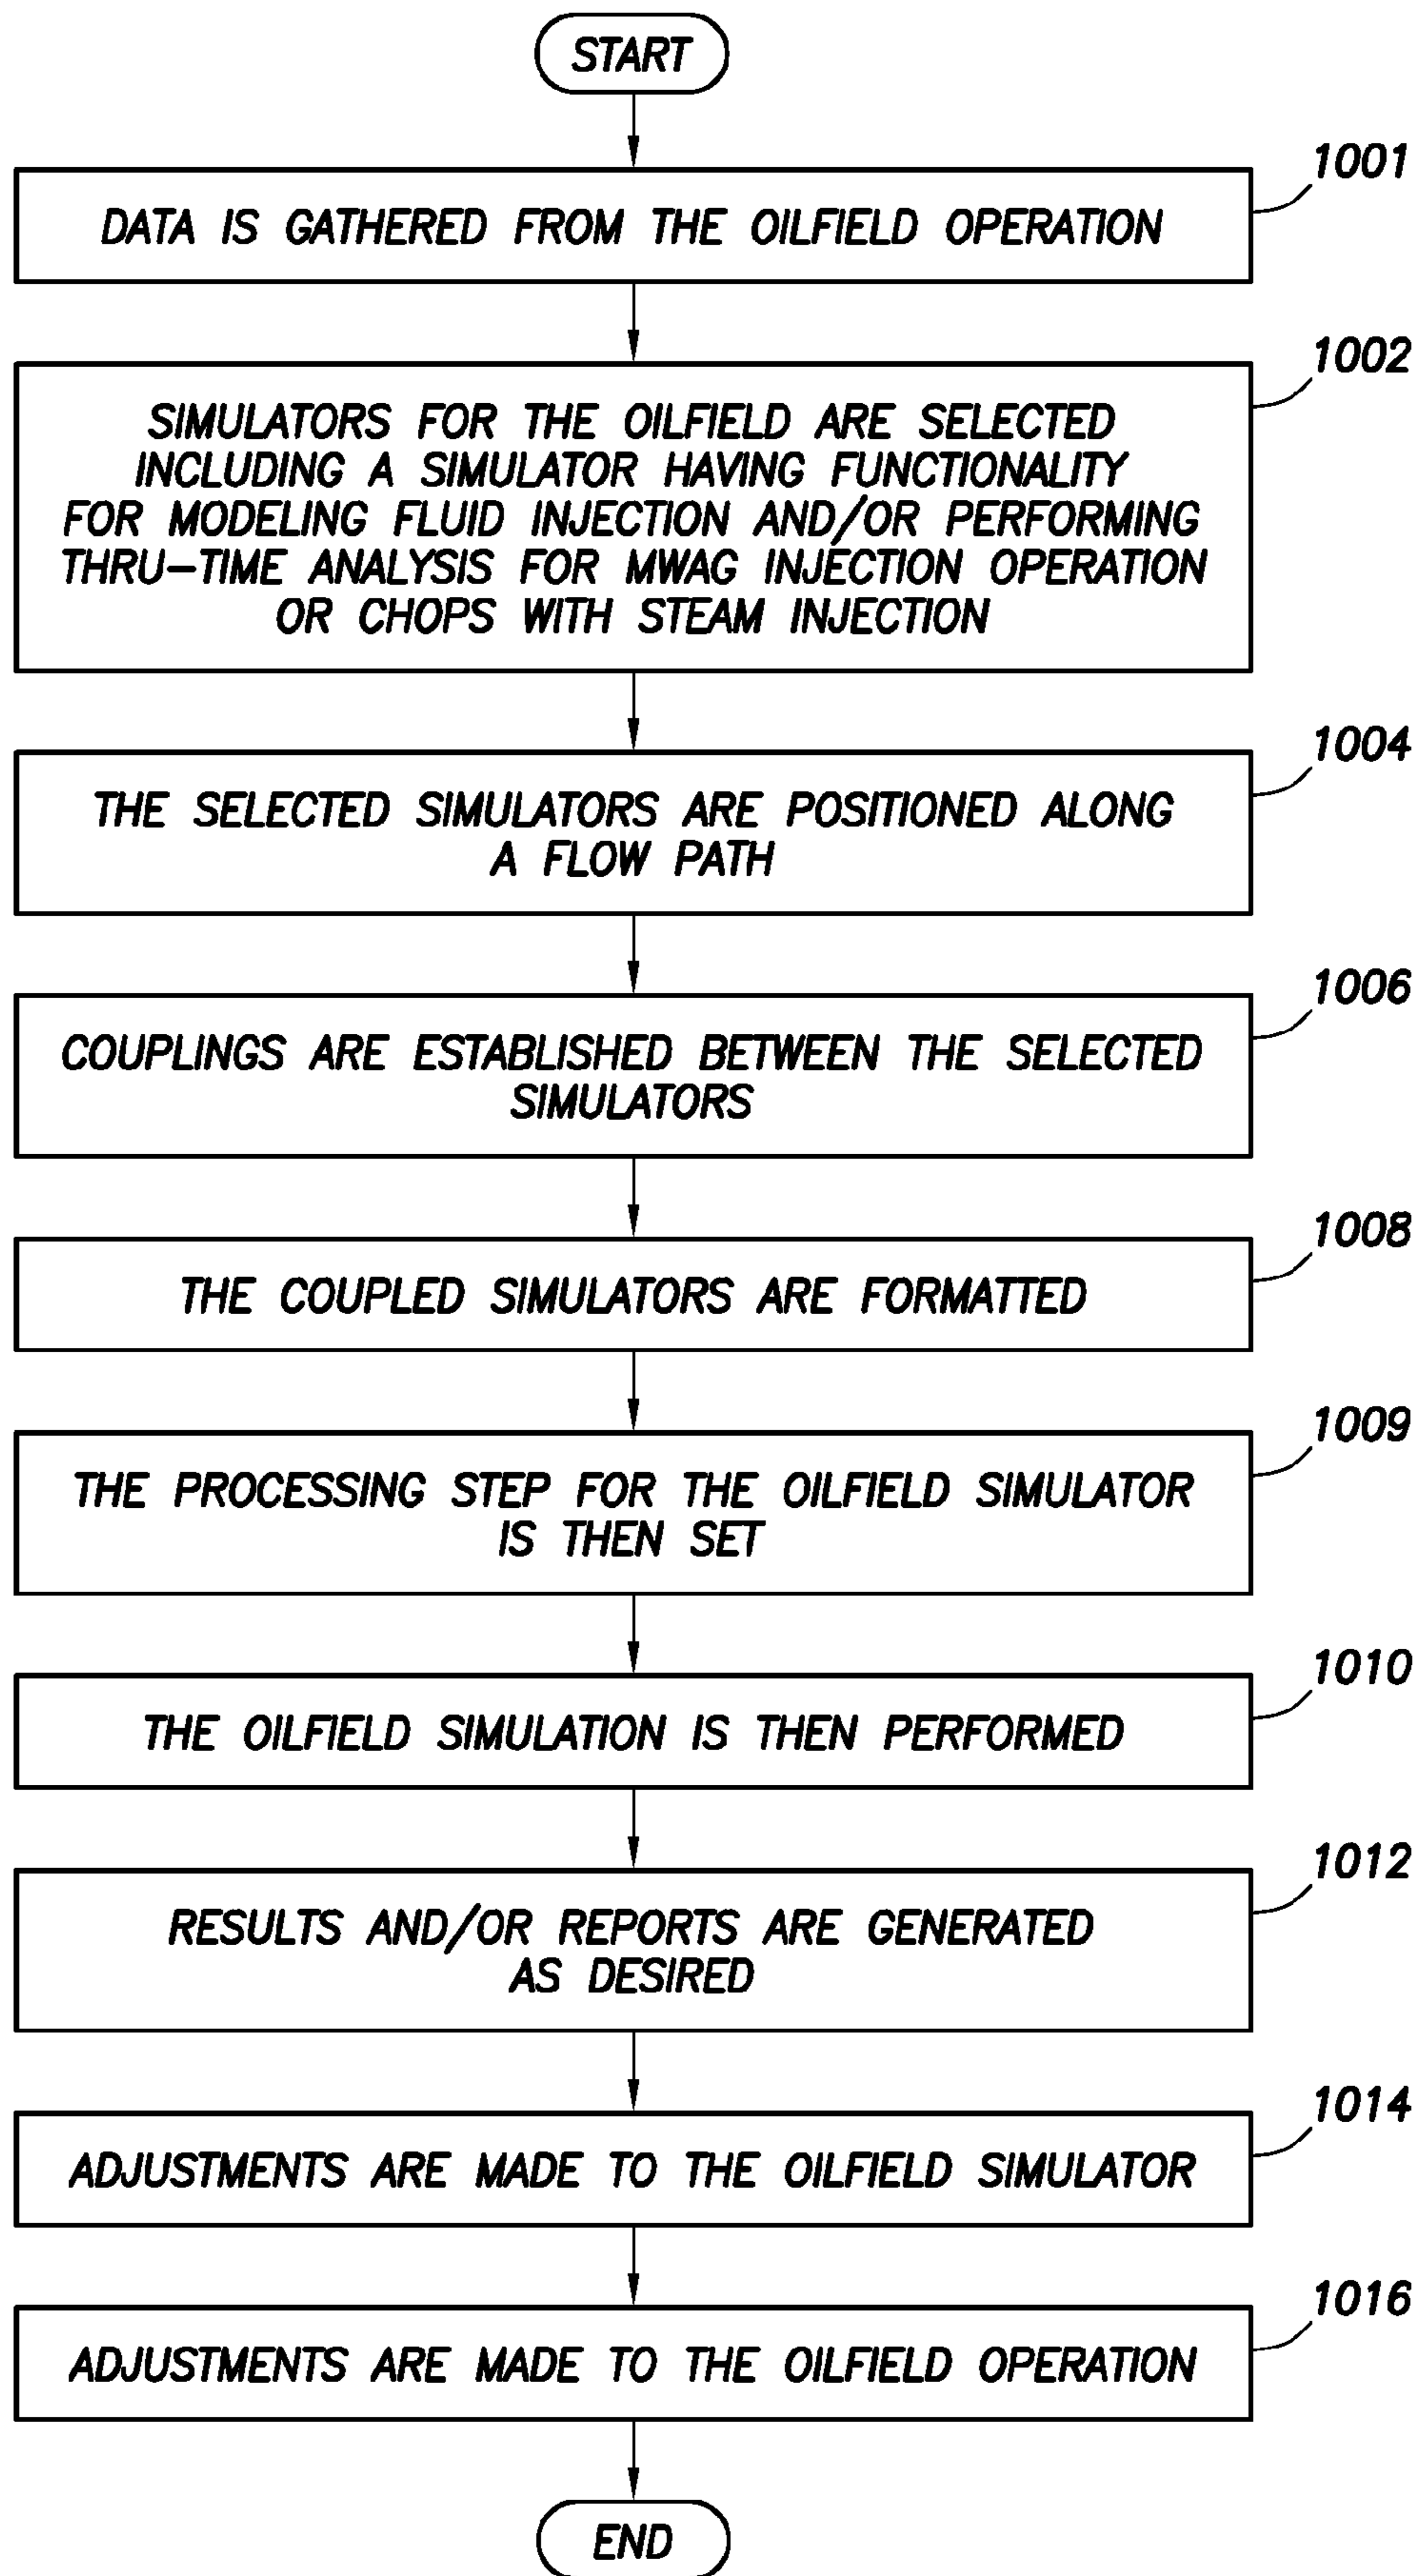 START
1001
DATA IS GATHERED FROM THE OILFIELD OPERATION
1002
SIMULATORS FOR THE OILFIELD ARE SELECTED
INCLUDING A SIMULATOR HAVING FUNCTIONALITY
FOR MODELING FLUID INJECTION AND/OR PERFORMING
THRU-TIME ANALYSIS FOR MWAG INJECTION OPERATION
OR CHOPS WITH STEAM INJECTION
1004
THE SELECTED SIMULATORS ARE POSITIONED ALONG
A FLOW PATH
1006
COUPLINGS ARE ESTABLISHED BETWEEN THE SELECTED
SIMULATORS
1008
THE COUPLED SIMULATORS ARE FORMATTED
1009
THE PROCESSING STEP FOR THE OILFIELD SIMULATOR
IS THEN SET
1010
THE OILFIELD SIMULATION IS THEN PERFORMED
1012
RESULTS AND/OR REPORTS ARE GENERATED
AS DESIRED
1014
ADJUSTMENTS ARE MADE TO THE OILFIELD SIMULATOR
1016
ADJUSTMENTS ARE MADE TO THE OILFIELD OPERATION
END